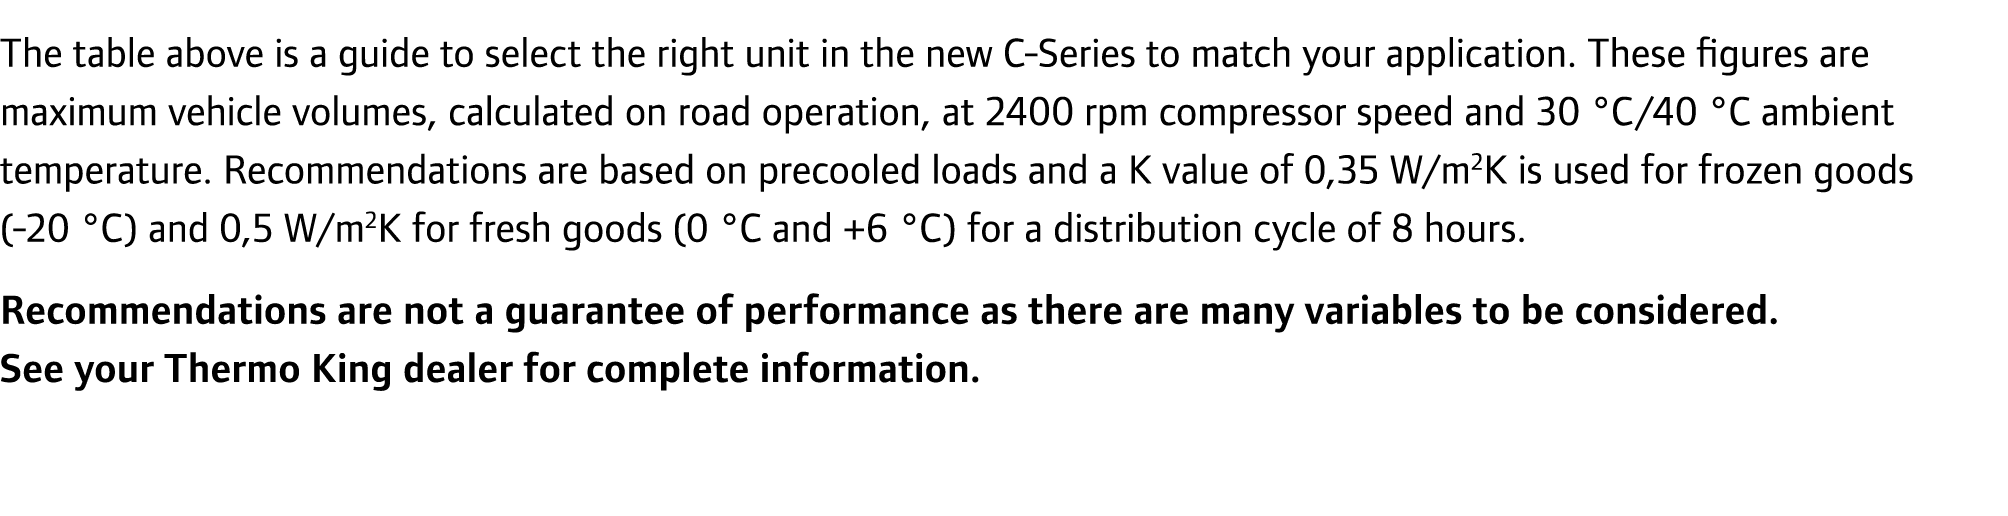 The table above is a guide to select the right unit in the new C-Series to match your application. These figures are
maximum vehicle volumes, calculated on road operation, at 2400 rpm compressor speed and 30 °C/40 °C ambient
temperature. Recommendations are based on precooled loads and a K value of 0,35 W/m²K is used for frozen goods
(-20 °C) and 0,5 W/m²K for fresh goods (0 °C and +6 °C) for a distribution cycle of 8 hours.
Recommendations are not a guarantee of performance as there are many variables to be considered.
See your Thermo King dealer for complete information.